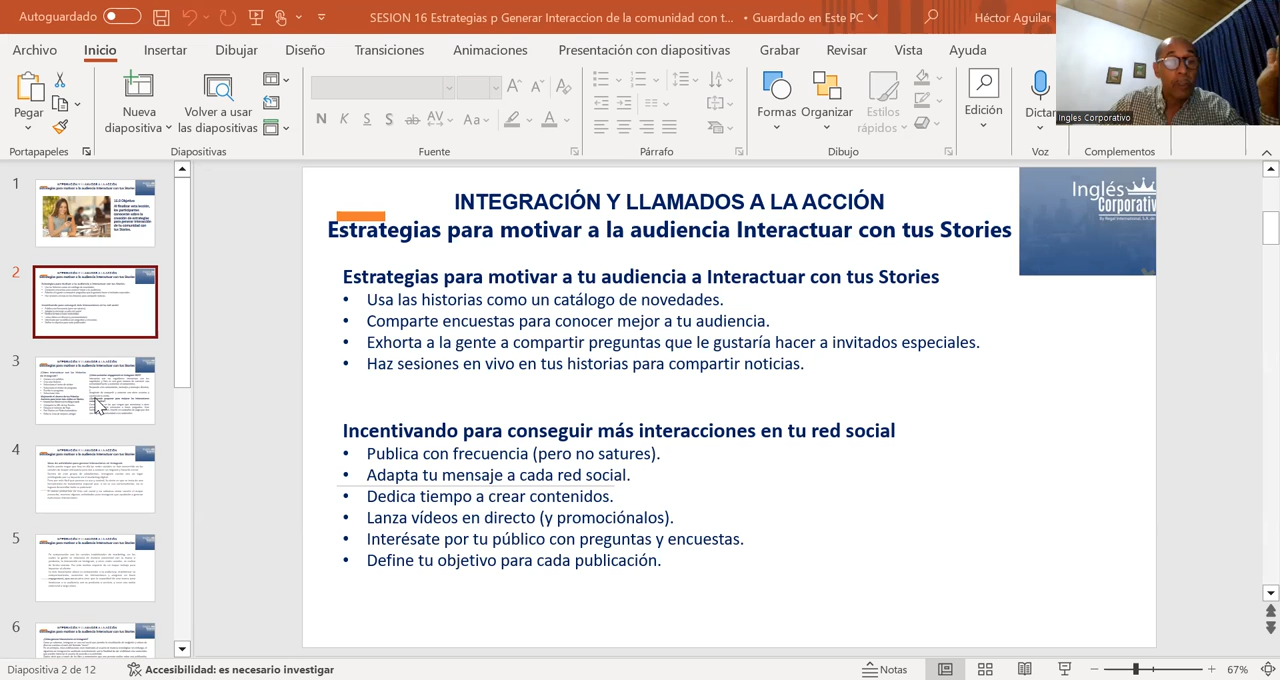 Autoguardado
SESION 16 Estrategias p Generar Interaccion de la comunidad con t... • Guardado en Este PC
Héctor Aguilar
Archivo Inicio Insertar Dibujar Diseño Transiciones Animaciones Presentación con diapositivas Grabar Revisar Vista Ayuda
Pegar
Nueva diapositiva
Volver a usar las diapositivas
Formas
Organizar
Estilos rápidos
Edición
Dictar
Ingles Corporativo
Portapapeles
Diapositivas
Fuente
Párrafo
Dibujo
Voz
Complementos
1
2
3
4
5
6
INTEGRACIÓN Y LLAMADOS A LA ACCIÓN
Estrategias para motivar a la audiencia Interactuar con tus Stories
Inglés
Corporativ
Estrategias para motivar a tu audiencia a Interactuar con tus Stories
• Usa las historias como un catálogo de novedades.
• Comparte encuestas para conocer mejor a tu audiencia.
• Exhorta a la gente a compartir preguntas que le gustaría hacer a invitados especiales.
• Haz sesiones en vivo en tus historias para compartir noticias.
Incentivando para conseguir más interacciones en tu red social
• Publica con frecuencia (pero no satures).
• Adapta tu mensaje a cada red social.
• Dedica tiempo a crear contenidos.
• Lanza vídeos en directo (y promociónalos).
• Interésate por tu público con preguntas y encuestas.
• Define tu objetivo para cada publicación.
Diapositiva 2 de 12
Accesibilidad: es necesario investigar
Notas
67%